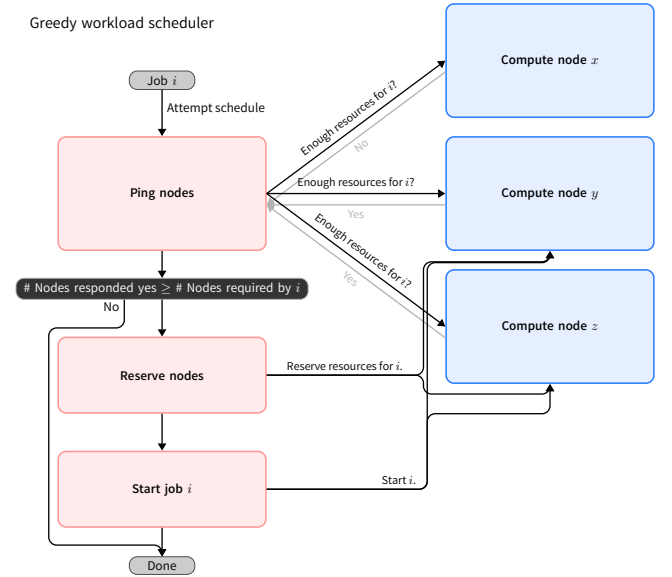 Greedy workload scheduler
Job i
Attempt schedule
Ping nodes
Enough resources for i?
No
Enough resources for i?
Yes
Enough resources for i?
Yes
Compute node x
Compute node y
Compute node z
# Nodes responded yes ≥ # Nodes required by i
No
Reserve nodes
Reserve resources for i.
Start job i
Start i.
Done